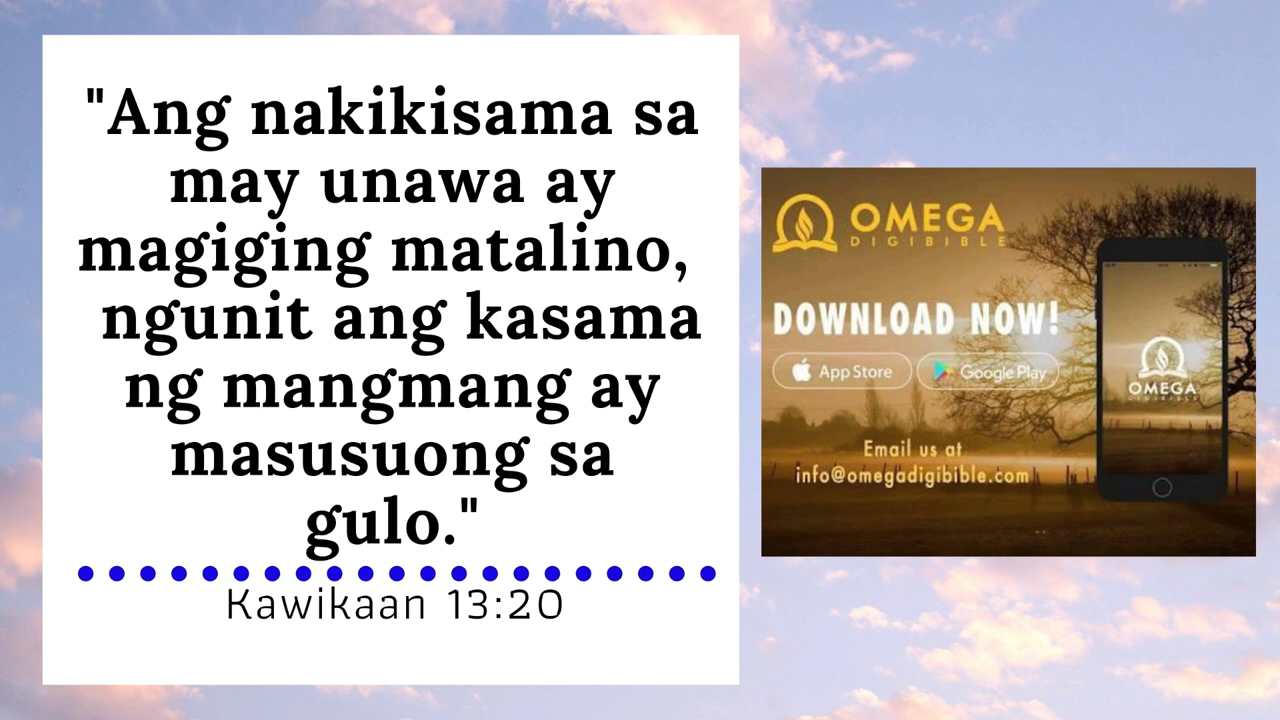 "Ang nakikisama sa
may unawa ay
magiging matalino,
ngunit ang kasama
ng mangmang ay
masusuong sa
gulo."
Kawikaan 13:20
OMEGA
DIGIBIBLE
DOWNLOAD NOW!
App Store
Google Play
Email us at
info@omegadigibible.com
OMEGA
DIGIBIBLE